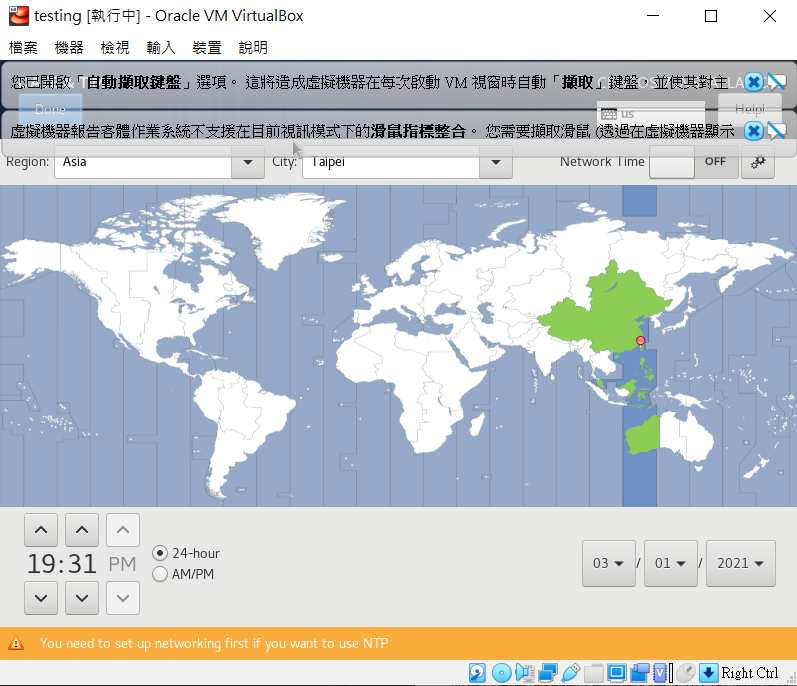 testing [執行中] - Oracle VM VirtualBox
檔案 機器 檢視 輸入 裝置 說明
您已開啟「自動擷取鍵盤」選項。 這將造成虛擬機器在每次啟動 VM 視窗時自動「擷取」鍵盤，並使其對主
Done
us
Help!
虛擬機器報告客體作業系統不支援在目前視訊模式下的滑鼠指標整合。 您需要擷取滑鼠 (透過在虛擬機器顯示
Region: Asia City: Taipei Network Time OFF
19:31 PM
24-hour
AM/PM
03 / 01 / 2021
You need to set up networking first if you want to use NTP
Right Ctrl